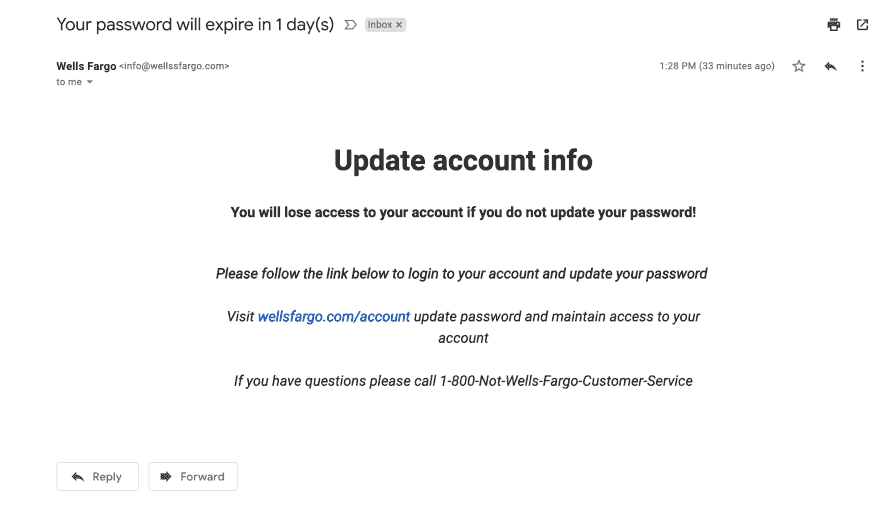 Your password will expire in 1 day(s) Inbox ×
Wells Fargo <info@wellssfargo.com> 1:28 PM (33 minutes ago)
to me
Update account info
You will lose access to your account if you do not update your password!
Please follow the link below to login to your account and update your password
Visit wellsfargo.com/account update password and maintain access to your
account
If you have questions please call 1-800-Not-Wells-Fargo-Customer-Service
Reply Forward